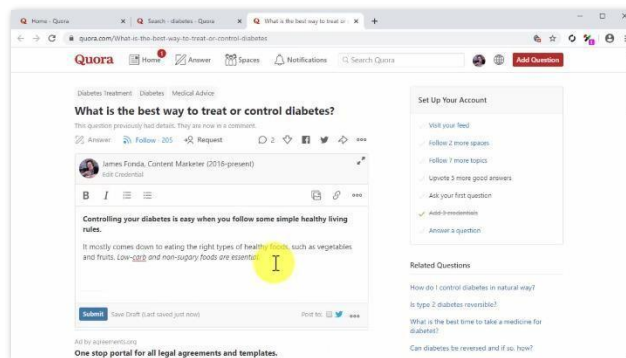 Home - Quora
Search - diabetes - Quora
What is the best way to treat or
quora.com/What-is-the-best-way-to-treat-or-control-diabetes
Quora Home Answer Spaces Notifications Search Quora Add Question
Diabetes Treatment Diabetes Medical Advice
What is the best way to treat or control diabetes?
This question previously had details. They are now in a comment.
Answer Follow · 205 Request 2
James Fonda, Content Marketer (2016-present)
Edit Credential
B I
Controlling your diabetes is easy when you follow some simple healthy living
rules.
It mostly comes down to eating the right types of healthy foods, such as vegetables
and fruits. Low-carb and non-sugary foods are essential.
Submit Save Draft (Last saved just now) Post to:
Ad by agreements.org
One stop portal for all legal agreements and templates.
Set Up Your Account
Visit your feed
Follow 2 more spaces
Follow 7 more topics
Upvote 5 more good answers
Ask your first question
Add 3 credentials
Answer a question
Related Questions
How do I control diabetes in natural way?
Is type 2 diabetes reversible?
What is the best time to take a medicine for
diabetes?
Can diabetes be reversed and if so, how?